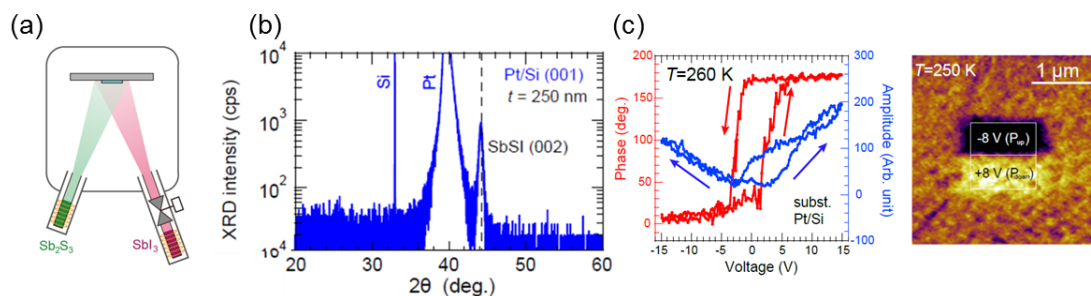 (a)
Sb2S3
SbI3
(b)
XRD intensity (cps)
10^4
10^3
10^2
10^4
Si
Pt
Pt/Si (001)
t = 250 nm
SbSI (002)
20 30 40 50 60
2θ (deg.)
(c)
Phase (deg.)
200
150
100
50
0
-50
T=260 K
subst.
Pt/Si
300
250
200
150
100
50
0
-50
-100
Amplitude (Arb. unit)
-15 -10 -5 0 5 10 15
Voltage (V)
T=250 K
1 µm
-8 V (Pup)
+8 V (Pdown)